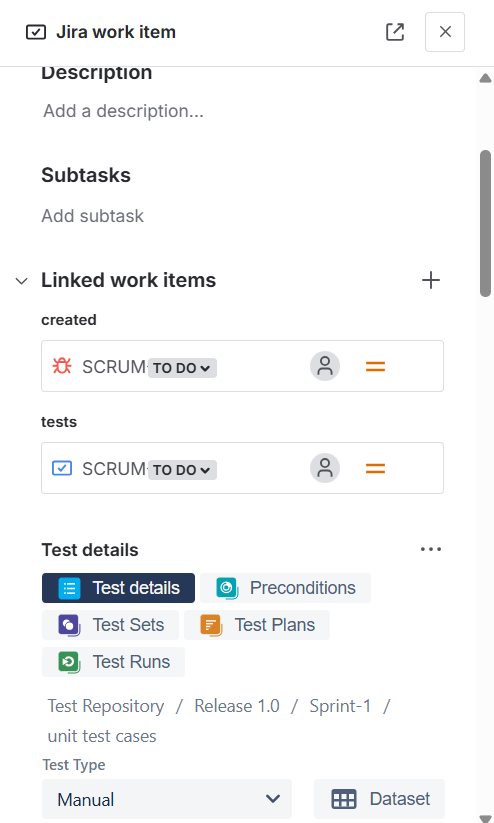 Jira work item
Description
Add a description...
Subtasks
Add subtask
Linked work items
created
SCRUM- TO DO
tests
SCRUM- TO DO
Test details
Test details Preconditions
Test Sets Test Plans
Test Runs
Test Repository / Release 1.0 / Sprint-1 /
unit test cases
Test Type
Manual Dataset